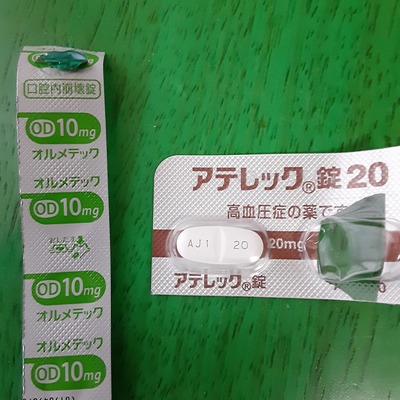 口腔内崩壊錠
OD10mg
オルメテック
オルメテック
OD10mg
OD10mg
オルメテック
オルメテック
OD10mg
アテレック®錠20
高血圧症の薬で
AJ1 20
20mg
アテレック®錠